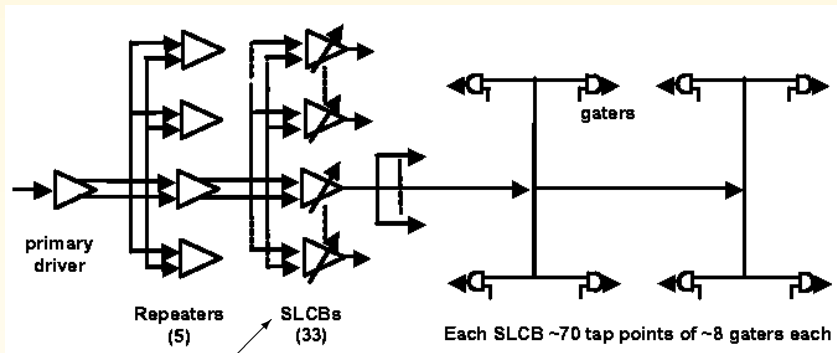 gaters
primary
driver
Repeaters
(5)
SLCBs
(33)
Each SLCB ~70 tap points of ~8 gaters each